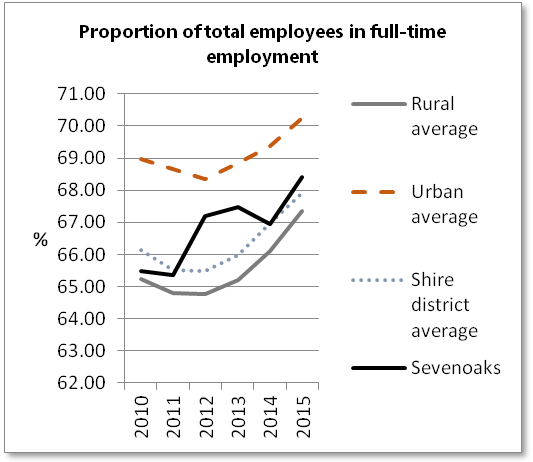 Proportion of total employees in full-time
employment
71.00
70.00
69.00
68.00
67.00
66.00
65.00
64.00
63.00
62.00
%
2010
2011
2012
2013
2014
2015
Rural
average
Urban
average
Shire
district
average
Sevenoaks